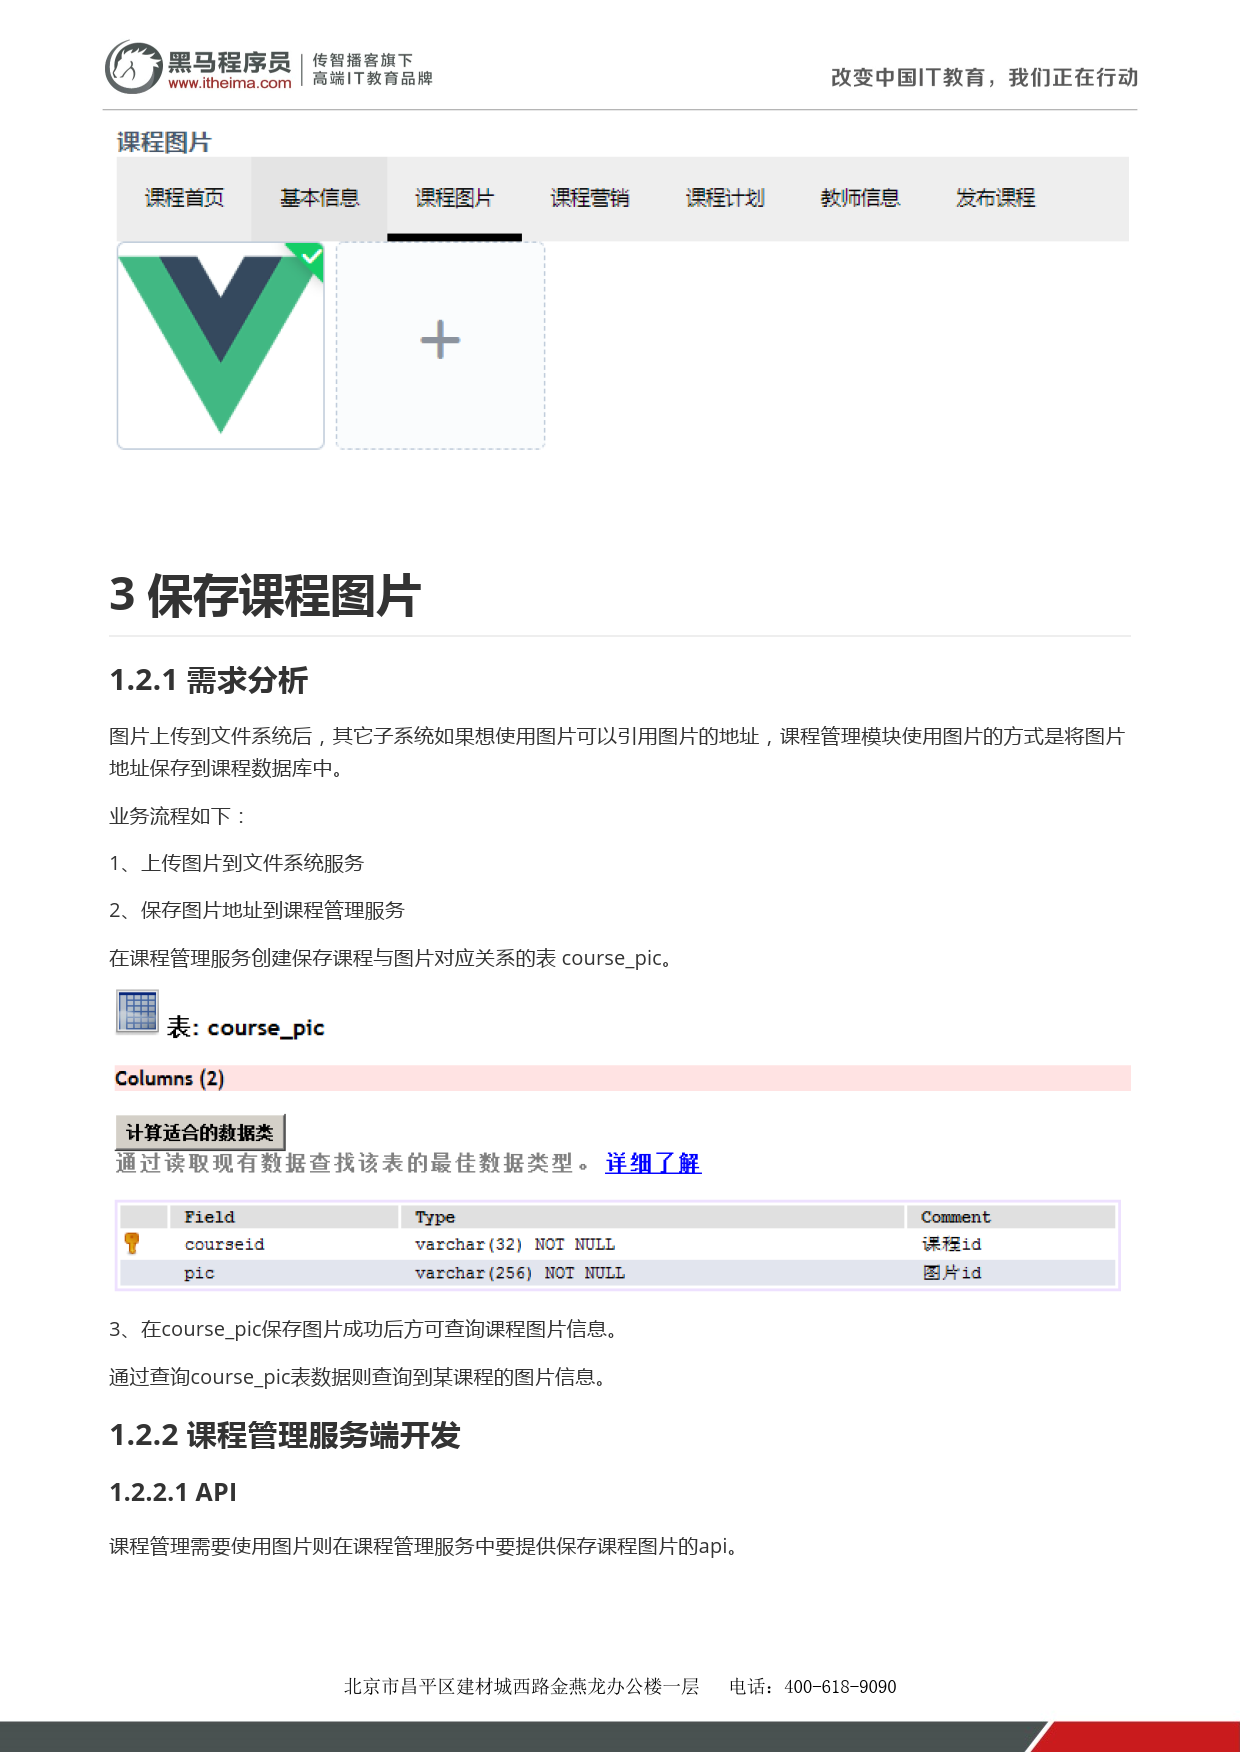 黑马程序员
www.itheima.com
传智播客旗下
高端IT教育品牌
改变中国IT教育，我们正在行动
课程图片
课程首页 基本信息 课程图片 课程营销 课程计划 教师信息 发布课程
3 保存课程图片
1.2.1 需求分析
图片上传到文件系统后，其它子系统如果想使用图片可以引用图片的地址，课程管理模块使用图片的方式是将图片
地址保存到课程数据库中。
业务流程如下：
1、上传图片到文件系统服务
2、保存图片地址到课程管理服务
在课程管理服务创建保存课程与图片对应关系的表 course_pic。
表: course_pic
Columns (2)
计算适合的数据类
通过读取现有数据查找该表的最佳数据类型。 详细了解
Field Type Comment
courseid varchar(32) NOT NULL 课程id
pic varchar(256) NOT NULL 图片id
3、在course_pic保存图片成功后方可查询课程图片信息。
通过查询course_pic表数据则查询到某课程的图片信息。
1.2.2 课程管理服务端开发
1.2.2.1 API
课程管理需要使用图片则在课程管理服务中要提供保存课程图片的api。
北京市昌平区建材城西路金燕龙办公楼一层 电话：400-618-9090